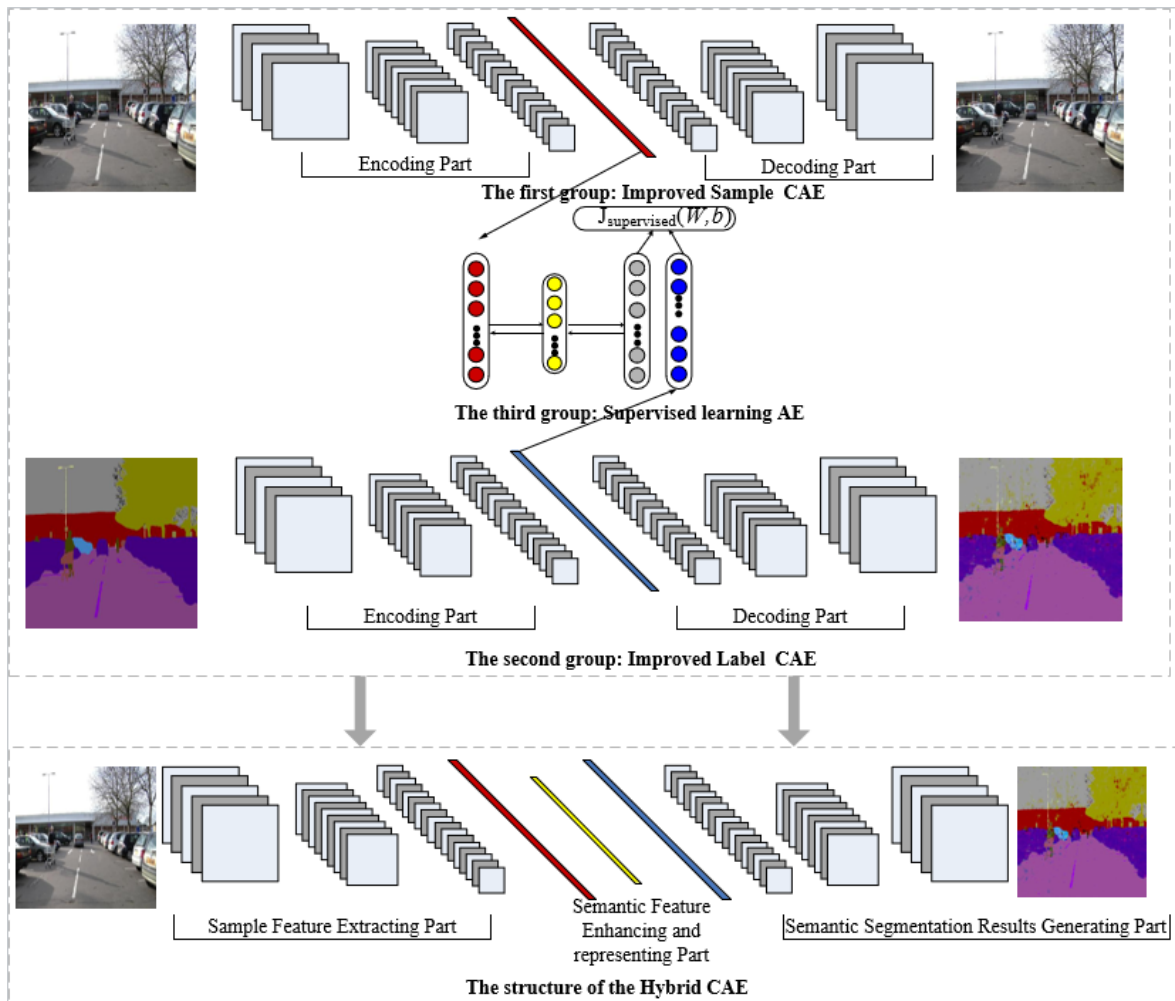 Encoding Part
Decoding Part
The first group: Improved Sample CAE
J_supervised(W,b)
The third group: Supervised learning AE
Encoding Part
Decoding Part
The second group: Improved Label CAE
Sample Feature Extracting Part
Semantic Feature
Enhancing and
representing Part
Semantic Segmentation Results Generating Part
The structure of the Hybrid CAE